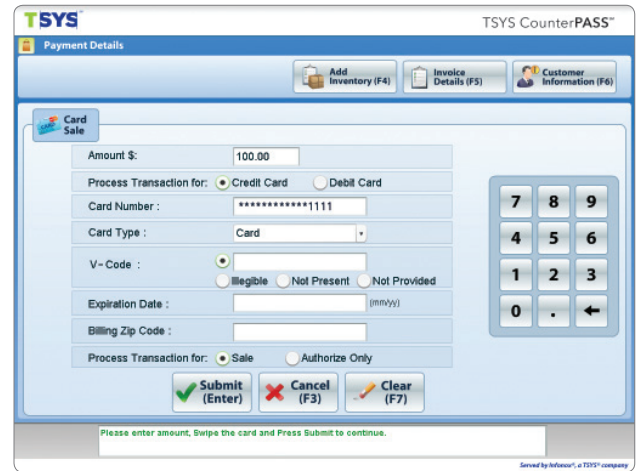 TSYS® TSYS CounterPASS™
Payment Details
Add Inventory (F4)
Invoice Details (F5)
Customer Information (F6)
Card Sale
Amount $: 100.00
Process Transaction for: Credit Card Debit Card
Card Number : ************1111
Card Type : Card
V- Code :
Illegible Not Present Not Provided
Expiration Date : (mm/yy)
Billing Zip Code :
Process Transaction for: Sale Authorize Only
7 8 9
4 5 6
1 2 3
0 .
Submit (Enter)
Cancel (F3)
Clear (F7)
Please enter amount, Swipe the card and Press Submit to continue.
Served by Infonox®, a TSYS® company